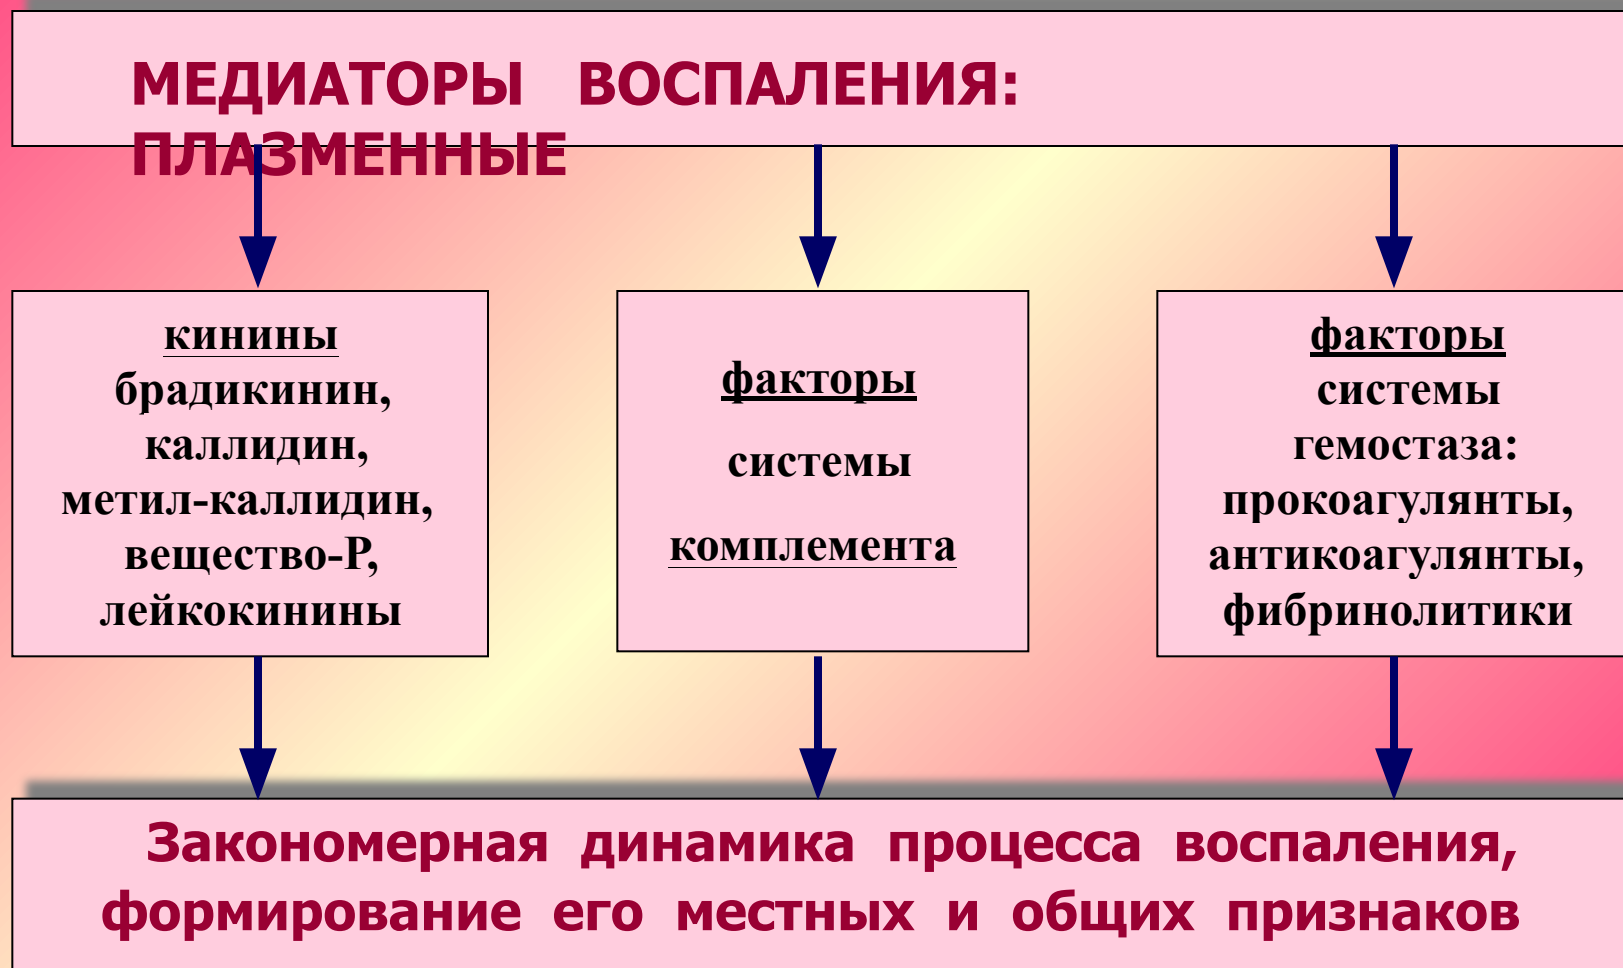 МЕДИАТОРЫ ВОСПАЛЕНИЯ:
ПЛАЗМЕННЫЕ
кинины
брадикинин,
каллидин,
метил-каллидин,
вещество-Р,
лейкокинины
факторы
системы
комплемента
факторы
системы
гемостаза:
прокоагулянты,
антикоагулянты,
фибринолитики
Закономерная динамика процесса воспаления,
формирование его местных и общих признаков